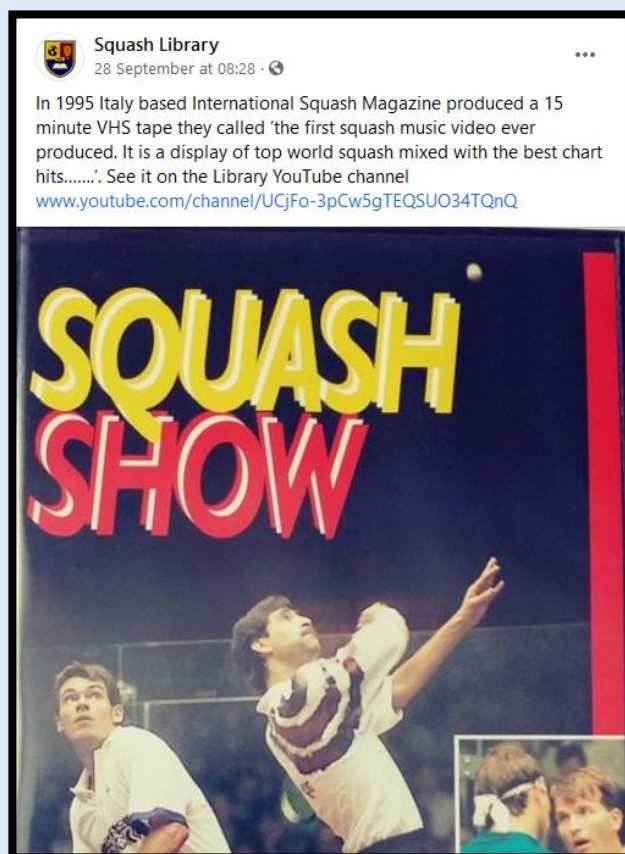 Squash Library
28 September at 08:28 ·
In 1995 Italy based International Squash Magazine produced a 15
minute VHS tape they called ‘the first squash music video ever
produced. It is a display of top world squash mixed with the best chart
hits.......’. See it on the Library YouTube channel
www.youtube.com/channel/UCjFo-3pCw5gTEQSUO34TQnQ
SQUASH
SHOW